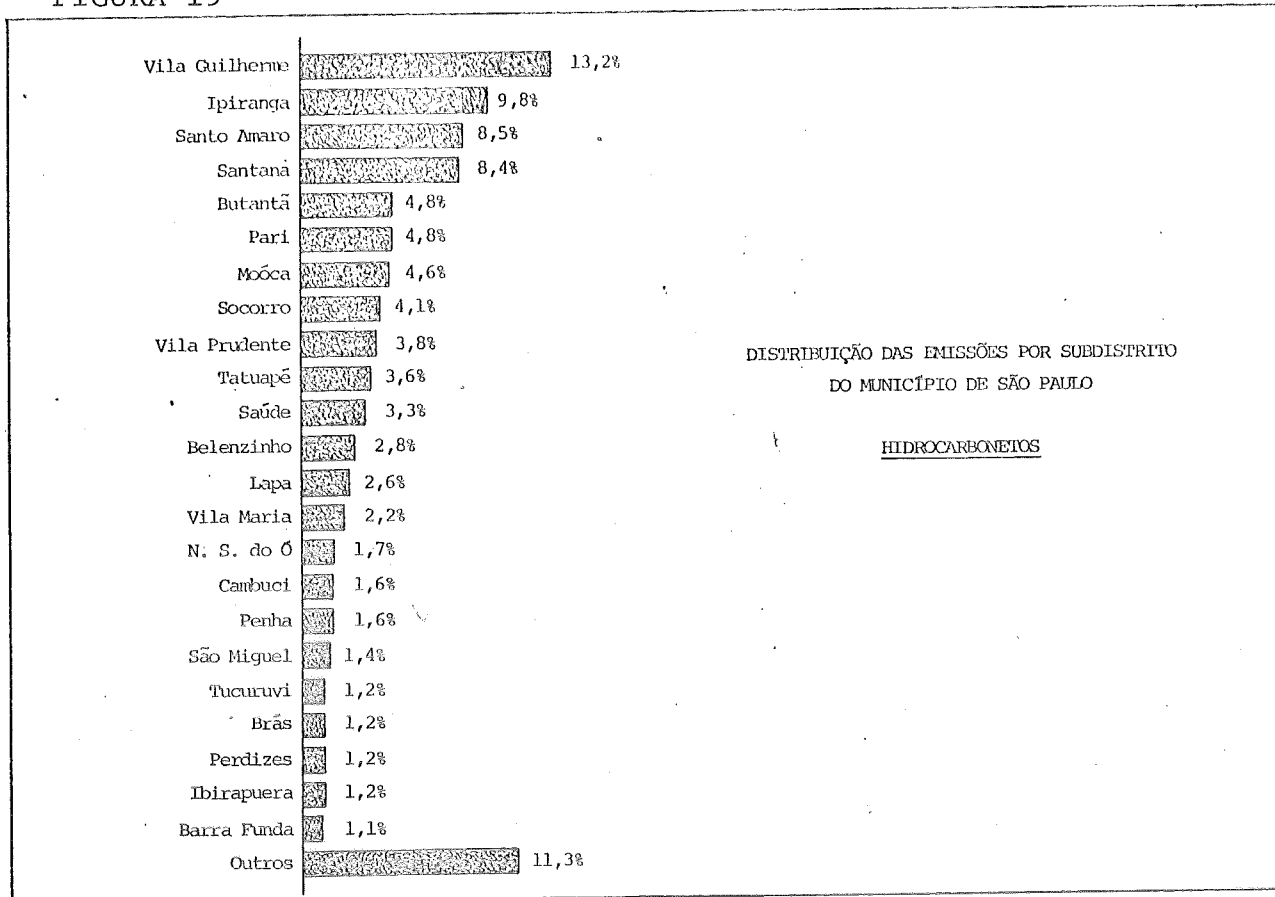 FIGURA 19
Vila Guilherme 13,2%
Ipiranga 9,8%
Santo Amaro 8,5%
Santana 8,4%
Butantã 4,8%
Pari 4,8%
Moóca 4,6%
Socorro 4,1%
Vila Prudente 3,8%
Tatuapé 3,6%
Saúde 3,3%
Belenzinho 2,8%
Lapa 2,6%
Vila Maria 2,2%
N. S. do Ó 1,7%
Cambuci 1,6%
Penha 1,6%
São Miguel 1,4%
Tucuruvi 1,2%
Brás 1,2%
Perdizes 1,2%
Ibirapuera 1,2%
Barra Funda 1,1%
Outros 11,3%
DISTRIBUIÇÃO DAS EMISSÕES POR SUBDISTRITO
DO MUNICÍPIO DE SÃO PAULO
HIDROCARBONETOS